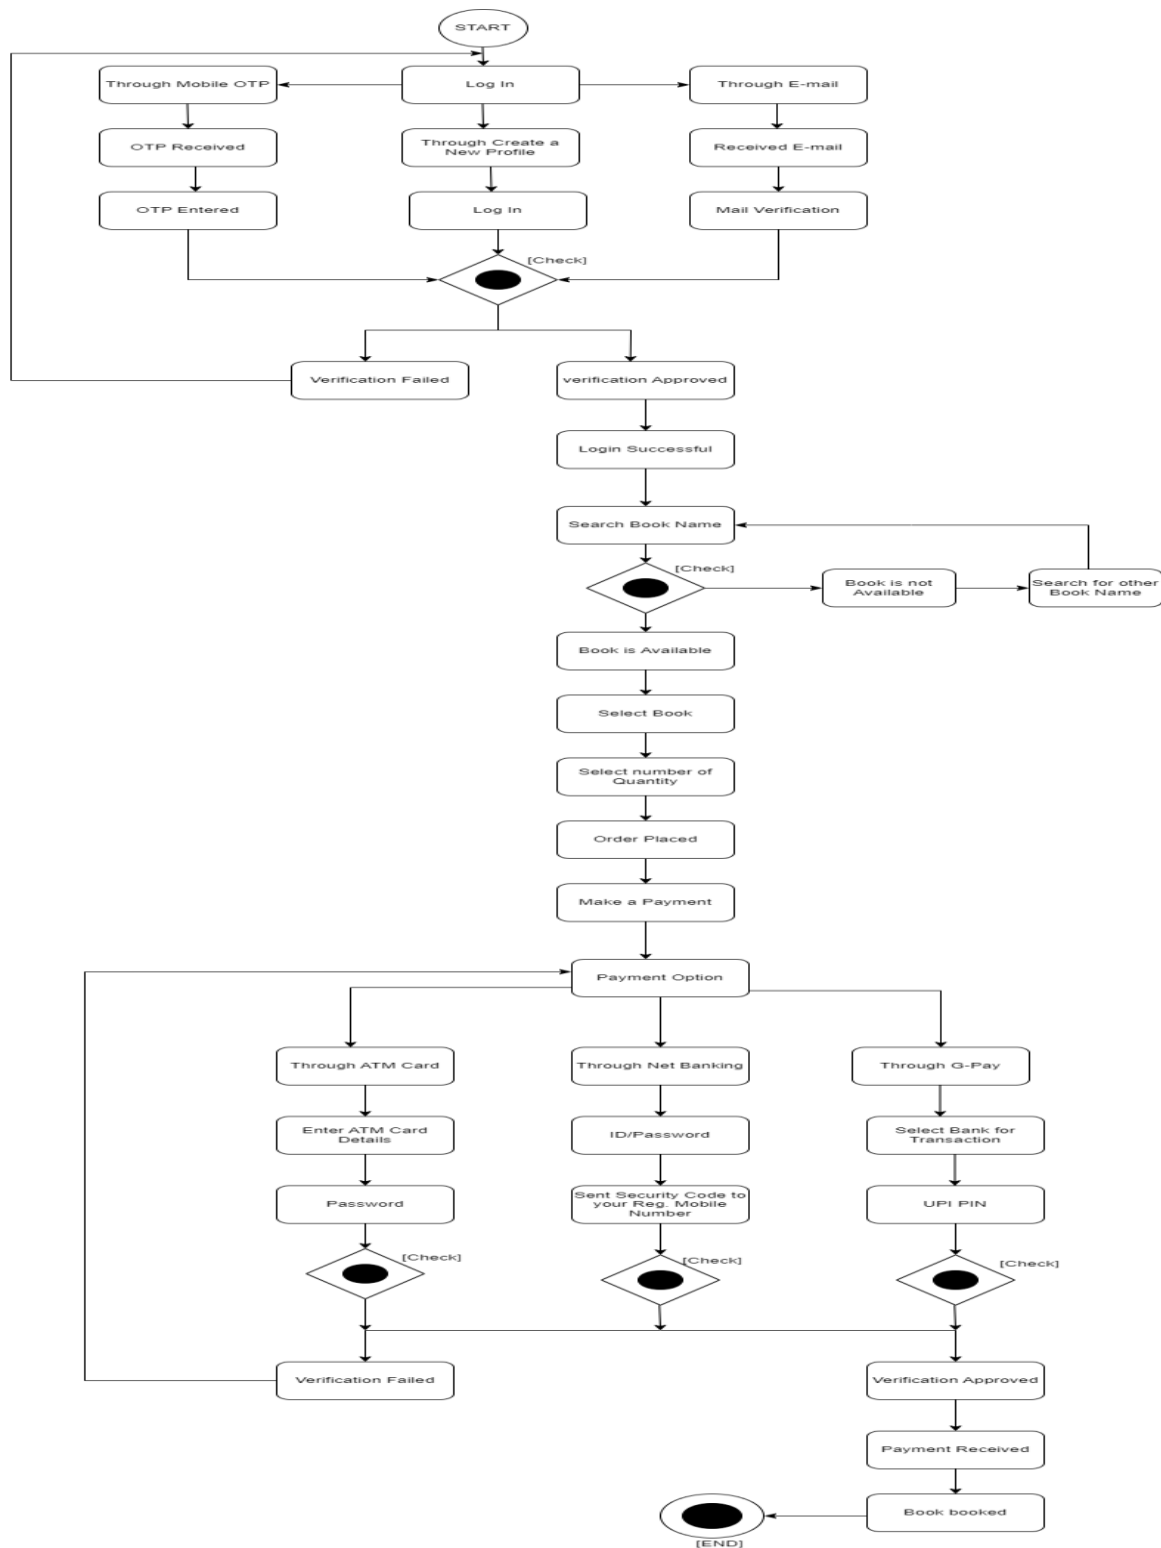 START
Through Mobile OTP
Log In
Through E-mail
OTP Received
Through Create a
New Profile
Received E-mail
OTP Entered
Log In
Mail Verification
[Check]
Verification Failed
verification Approved
Login Successful
Search Book Name
[Check]
Book is not
Available
Search for other
Book Name
Book is Available
Select Book
Select number of
Quantity
Order Placed
Make a Payment
Payment Option
Through ATM Card
Through Net Banking
Through G-Pay
Enter ATM Card
Details
ID/Password
Select Bank for
Transaction
Password
Sent Security Code to
your Reg. Mobile
Number
UPI PIN
[Check]
[Check]
[Check]
Verification Failed
Verification Approved
Payment Received
Book booked
[END]